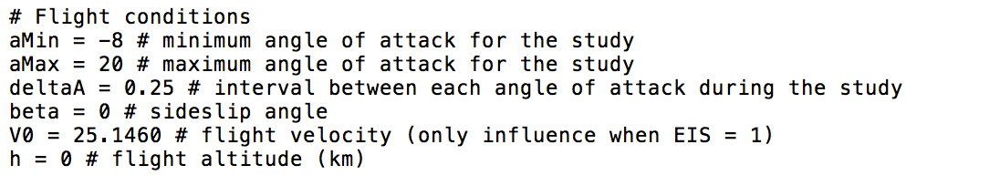 # Flight conditions
aMin = -8 # minimum angle of attack for the study
aMax = 20 # maximum angle of attack for the study
deltaA = 0.25 # interval between each angle of attack during the study
beta = 0 # sideslip angle
V0 = 25.1460 # flight velocity (only influence when EIS = 1)
h = 0 # flight altitude (km)